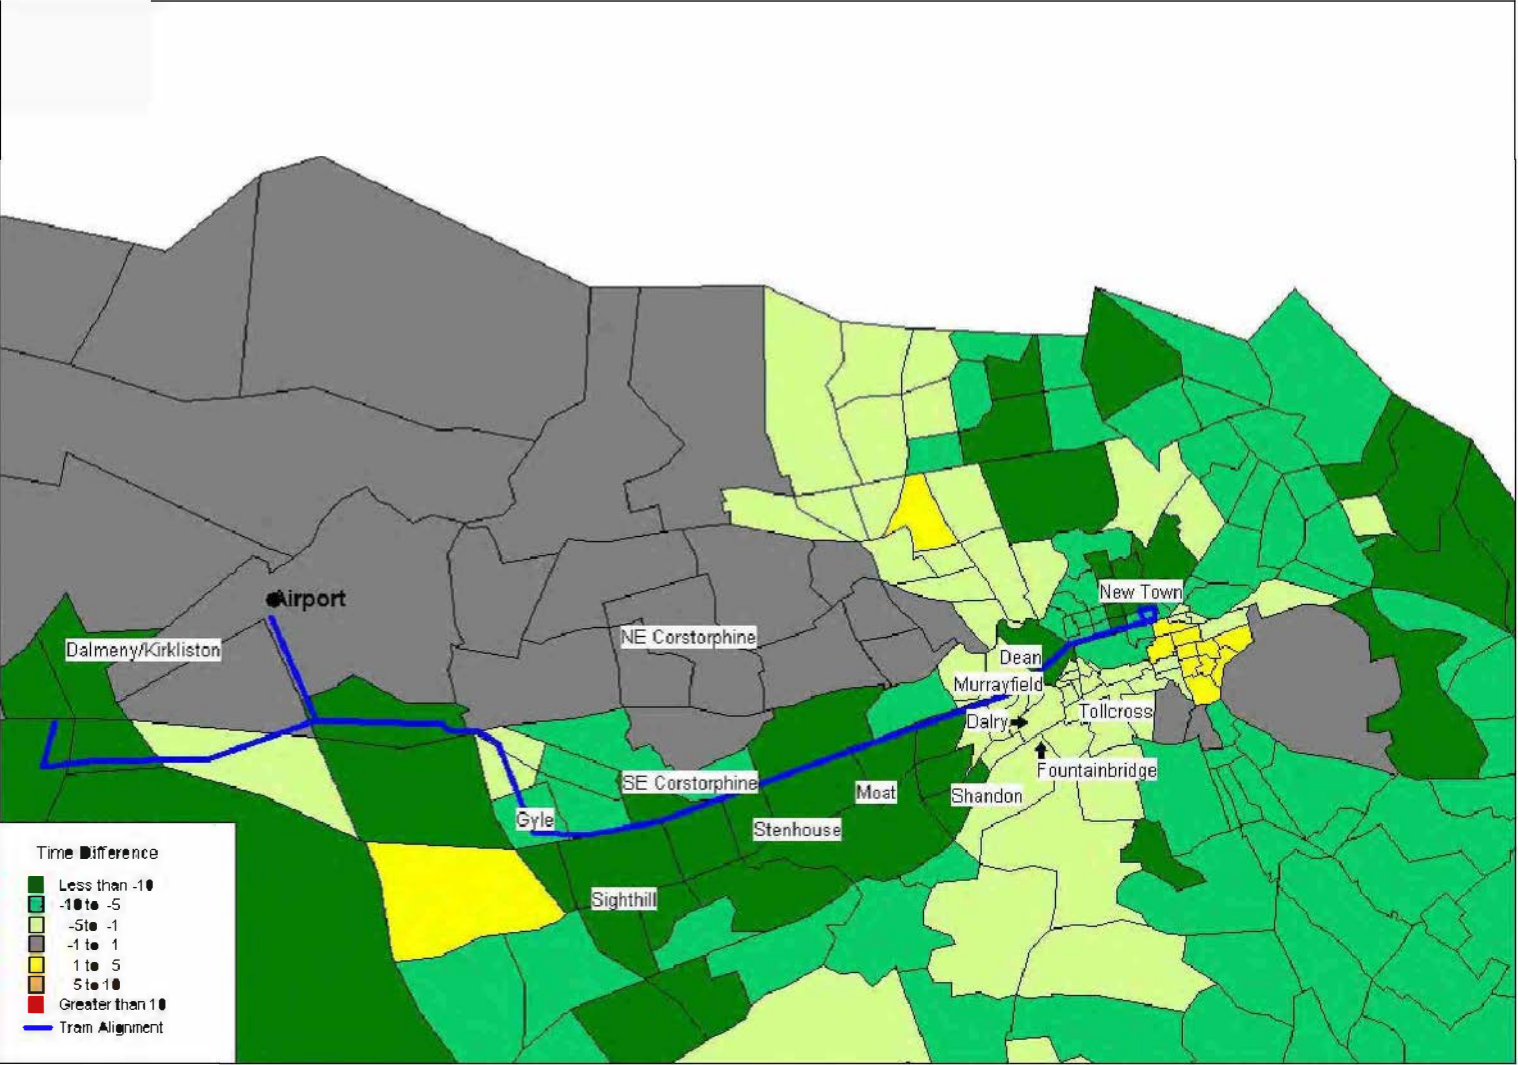 New Town
Airport
NE Corstorphine
Dalmeny/Kirkliston
Dean
Murrayfield
Dalry
Tollcross
Fountainbridge
SE Corstorphine
Moat
Shandon
Gyle
Stenhouse
Sighthill
Time Difference
Less than -10
-10 to -5
-5 to -1
-1 to 1
1 to 5
5 to 10
Greater than 10
Tram Alignment